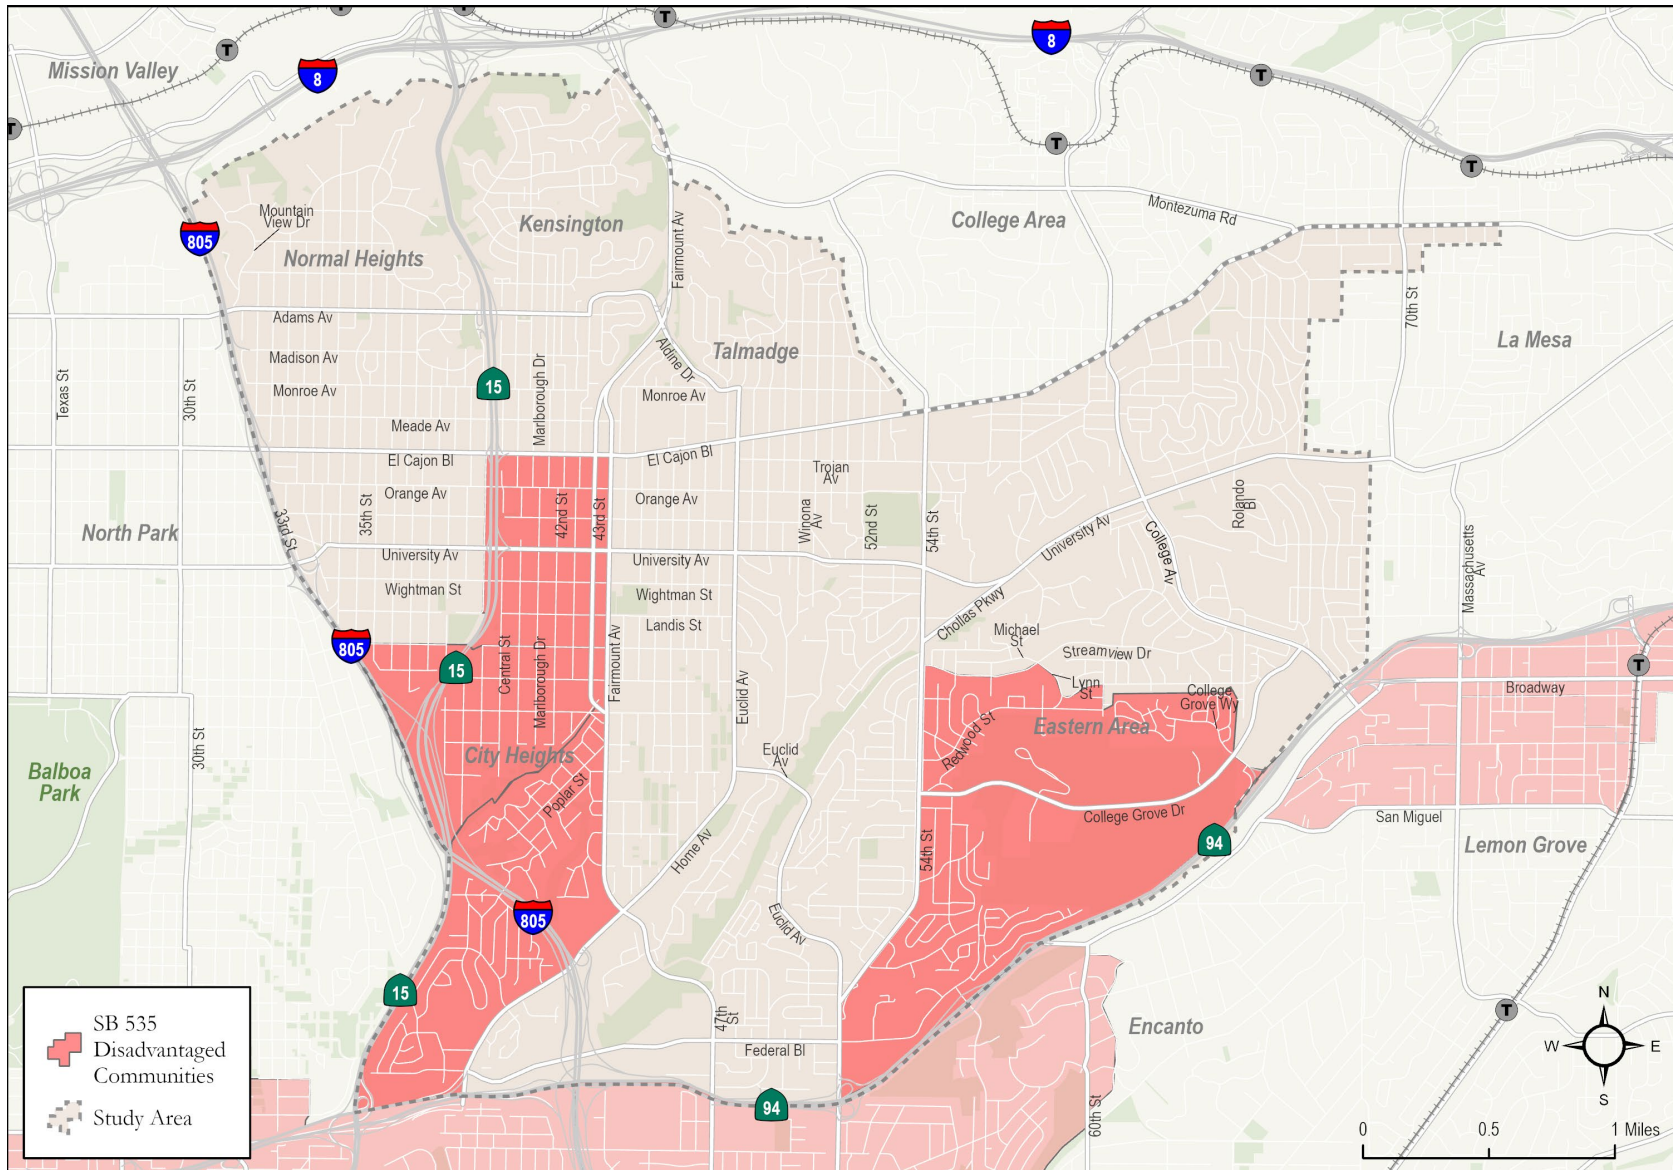 T
T
T
T
8
8
Mission Valley
T
T
T
T
Mountain
View Dr
805
Normal Heights
Kensington
Fairmount Av
College Area
Montezuma Rd
Adams Av
Madison Av
Monroe Av
Meade Av
El Cajon Bl
Orange Av
University Av
Wightman St
Texas St
30th St
15
Marlborough Dr
Aldine Dr
Talmadge
Monroe Av
El Cajon Bl
Orange Av
University Av
Wightman St
Landis St
70th St
La Mesa
North Park
33rd St
35th St
42nd St
43rd St
Trojan
Av
Winona
Av
52nd St
54th St
University Av
College Av
Rolando
Bl
Massachusetts
Av
Chollas Pkwy
Michael
St
Streamview Dr
Lynn
St
College
Grove Wy
Eastern Area
Redwood St
College Grove Dr
54th St
805
15
Central St
Marlborough Dr
Fairmount Av
Euclid Av
City Heights
Poplar St
Euclid
Av
Home Av
Euclid Av
Broadway
T
San Miguel
Lemon Grove
94
Balboa
Park
30th St
805
15
47th
St
Federal Bl
94
60th St
Encanto
T
SB 535
Disadvantaged
Communities
Study Area
N
W
E
S
0
0.5
1 Miles